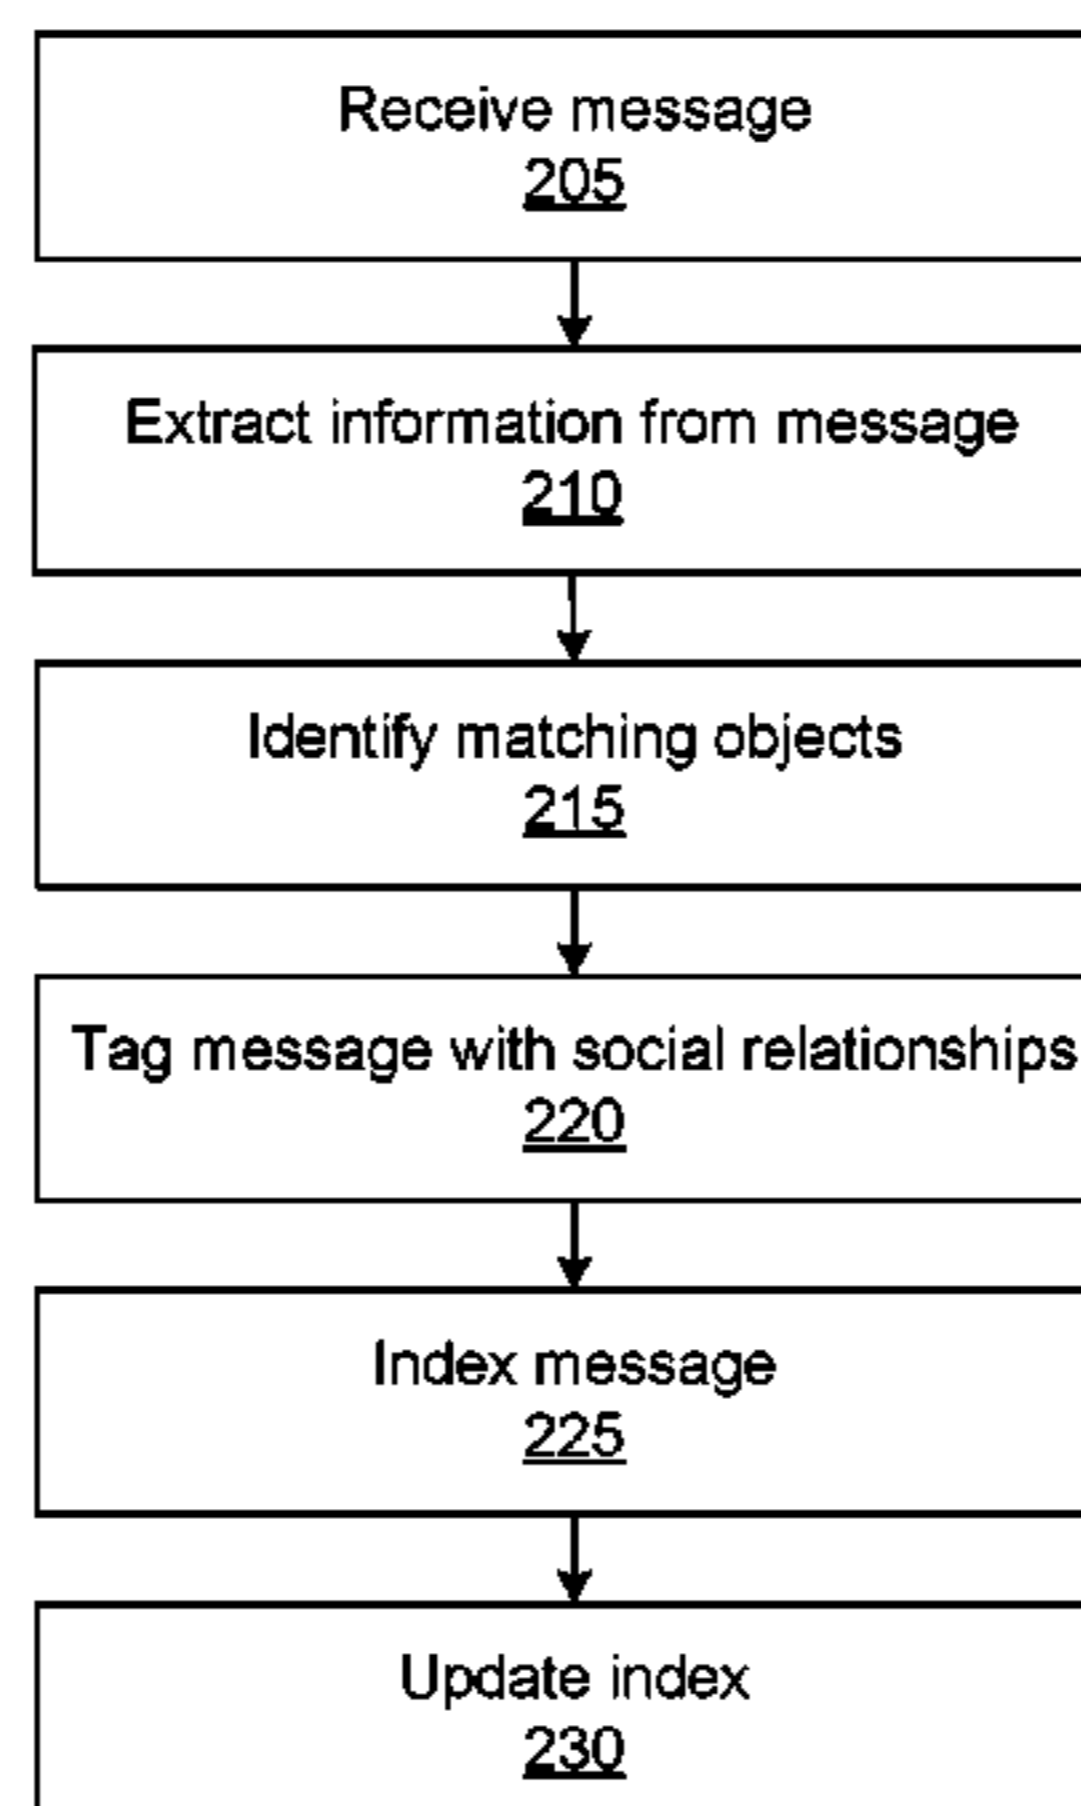 Receive message
205
Extract information from message
210
Identify matching objects
215
Tag message with social relationships
220
Index message
225
Update index
230